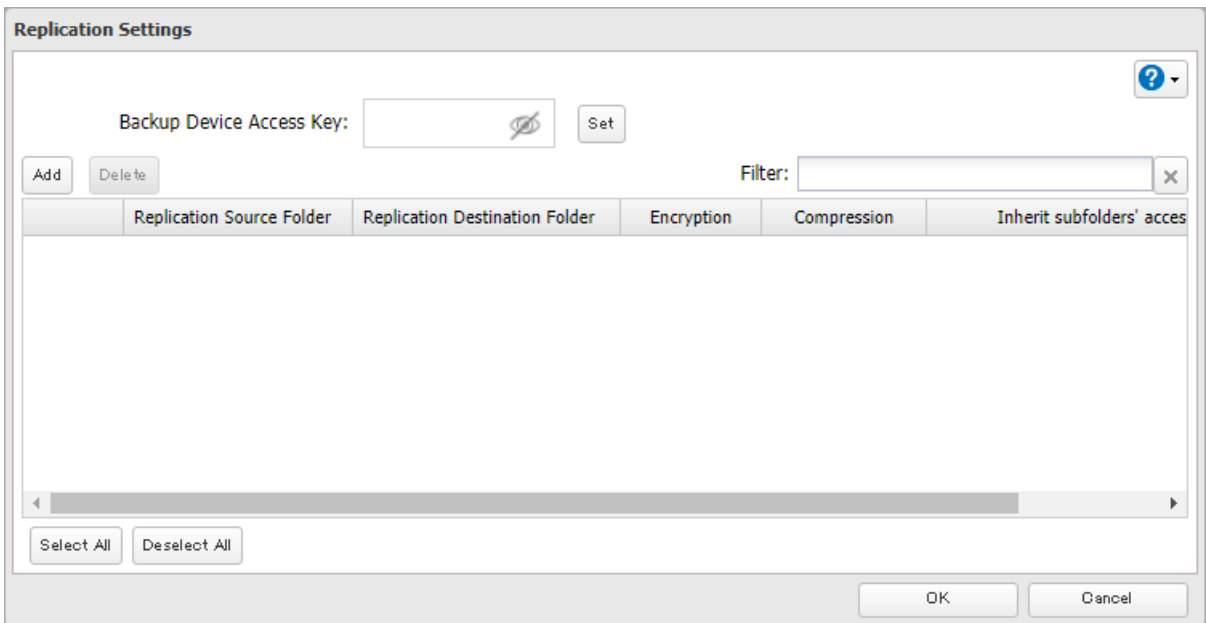 Replication Settings
?
Backup Device Access Key: Set
Add Delete Filter:
Replication Source Folder Replication Destination Folder Encryption Compression Inherit subfolders' acces
Select All Deselect All
OK Cancel